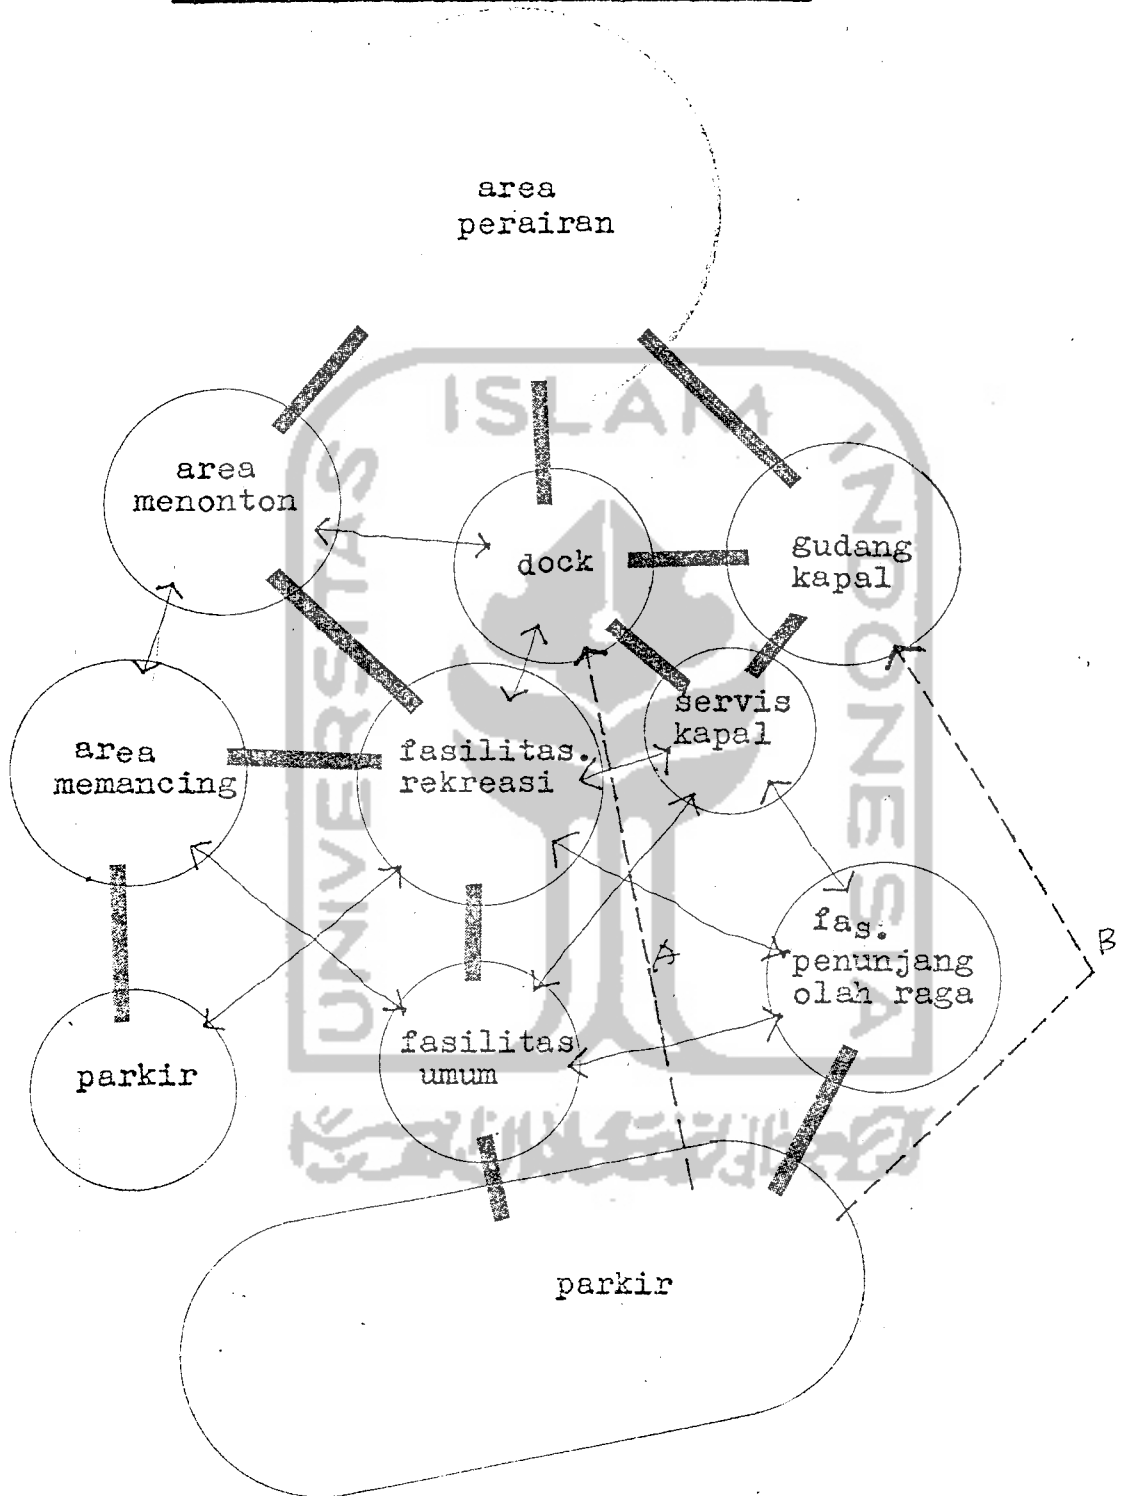 area
perairan
ISLAM
UNIVERSITAS
INDONESIA
area
menonton
dock
gudang
kapal
servis
kapal
area
memancing
fasilitas.
rekreasi
fas.
penunjang
olah raga
A
B
fasilitas
umum
parkir
parkir